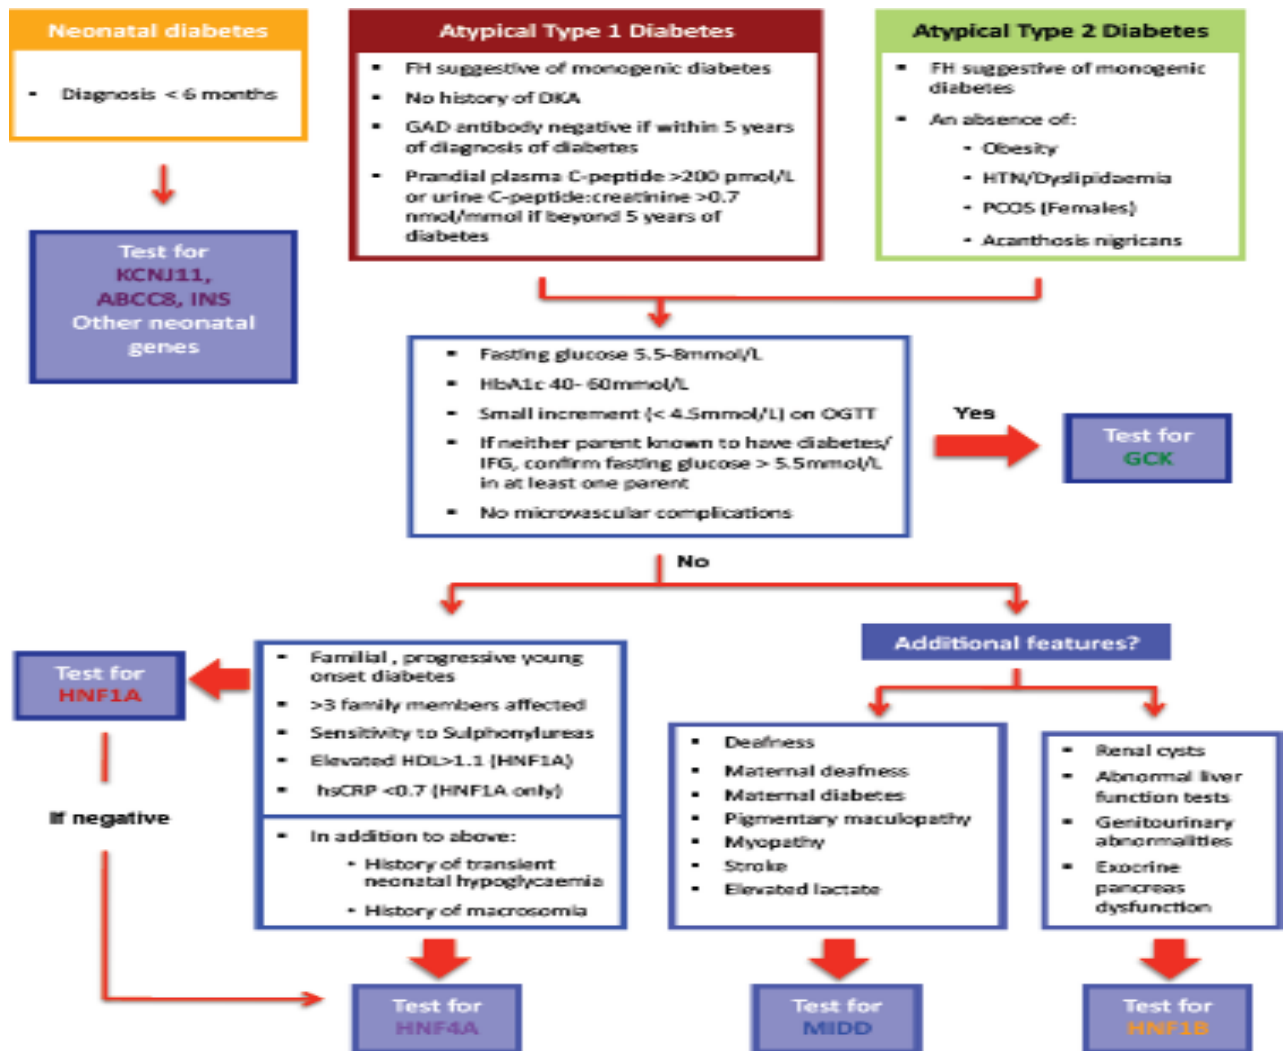 Neonatal diabetes
▪ Diagnosis < 6 months
Test for
KCNJ11,
ABCC8, INS
Other neonatal
genes
Atypical Type 1 Diabetes
▪ FH suggestive of monogenic diabetes
▪ No history of DKA
▪ GAD antibody negative if within 5 years
of diagnosis of diabetes
▪ Prandial plasma C-peptide >200 pmol/L
or urine C-peptide:creatinine >0.7
nmol/mmol if beyond 5 years of
diabetes
Atypical Type 2 Diabetes
▪ FH suggestive of monogenic
diabetes
▪ An absence of:
• Obesity
• HTN/Dyslipidaemia
• PCOS (Females)
• Acanthosis nigricans
▪ Fasting glucose 5.5-8mmol/L
▪ HbA1c 40- 60mmol/L
▪ Small increment (< 4.5mmol/L) on OGTT
▪ If neither parent known to have diabetes/
IFG, confirm fasting glucose > 5.5mmol/L
in at least one parent
▪ No microvascular complications
Yes
Test for
GCK
No
Test for
HNF1A
If negative
▪ Familial , progressive young
onset diabetes
▪ >3 family members affected
▪ Sensitivity to Sulphonylureas
▪ Elevated HDL>1.1 (HNF1A)
▪ hsCRP <0.7 (HNF1A only)
▪ In addition to above:
• History of transient
neonatal hypoglycaemia
• History of macrosomia
Test for
HNF4A
Additional features?
▪ Deafness
▪ Maternal deafness
▪ Maternal diabetes
▪ Pigmentary maculopathy
▪ Myopathy
▪ Stroke
▪ Elevated lactate
Test for
MIDD
▪ Renal cysts
▪ Abnormal liver
function tests
▪ Genitourinary
abnormalities
▪ Exocrine
pancreas
dysfunction
Test for
HNF1B